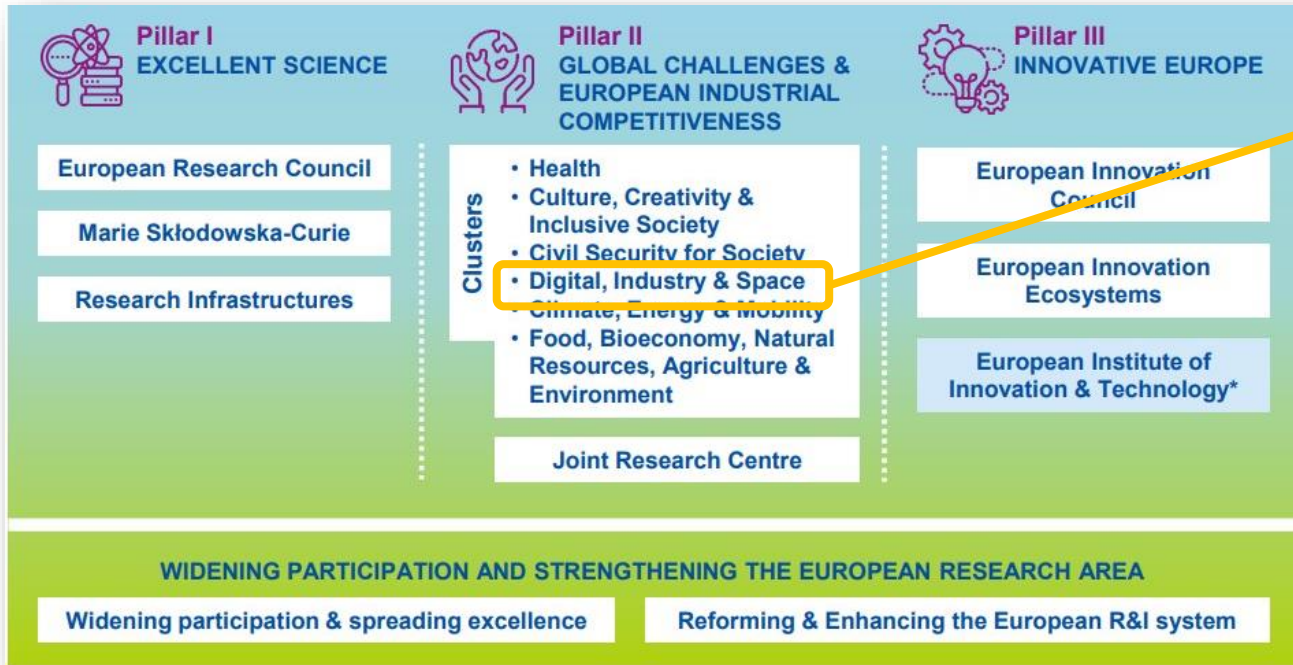 Pillar I
EXCELLENT SCIENCE
European Research Council
Marie Skłodowska-Curie
Research Infrastructures
Pillar II
GLOBAL CHALLENGES &
EUROPEAN INDUSTRIAL
COMPETITIVENESS
Clusters
• Health
• Culture, Creativity &
Inclusive Society
• Civil Security for Society
• Digital, Industry & Space
• Climate, Energy & Mobility
• Food, Bioeconomy, Natural
Resources, Agriculture &
Environment
Joint Research Centre
Pillar III
INNOVATIVE EUROPE
European Innovation
Council
European Innovation
Ecosystems
European Institute of
Innovation & Technology*
WIDENING PARTICIPATION AND STRENGTHENING THE EUROPEAN RESEARCH AREA
Widening participation & spreading excellence
Reforming & Enhancing the European R&I system